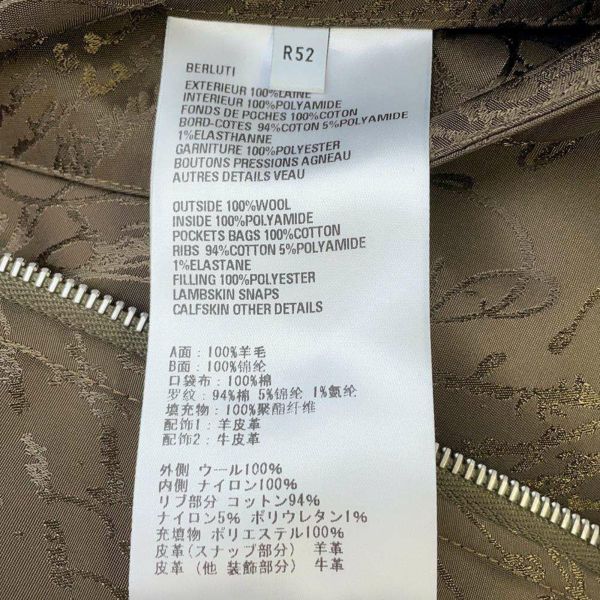 R52
BERLUTI
EXTERIEUR 100%LAINE
INTERIEUR 100%POLYAMIDE
FONDS DE POCHES 100%COTON
BORD-COTES 94%COTON 5%POLYAMIDE
1%ELASTHANNE
GARNITURE 100%POLYESTER
BOUTONS PRESSIONS AGNEAU
AUTRES DETAILS VEAU
OUTSIDE 100%WOOL
INSIDE 100%POLYAMIDE
POCKETS BAGS 100%COTTON
RIBS 94%COTTON 5%POLYAMIDE
1%ELASTANE
FILLING 100%POLYESTER
LAMBSKIN SNAPS
CALFSKIN OTHER DETAILS
A面：100%羊毛
B面：100%锦纶
口袋布：100%棉
罗纹：94%棉 5%锦纶 1%氨纶
填充物：100%聚酯纤维
配饰1：羊皮革
配饰2：牛皮革
外側 ウール100%
内側 ナイロン100%
リブ部分 コットン94%
ナイロン5% ポリウレタン1%
充填物 ポリエステル100%
皮革(スナップ部分) 羊革
皮革 (他 装飾部分) 牛革